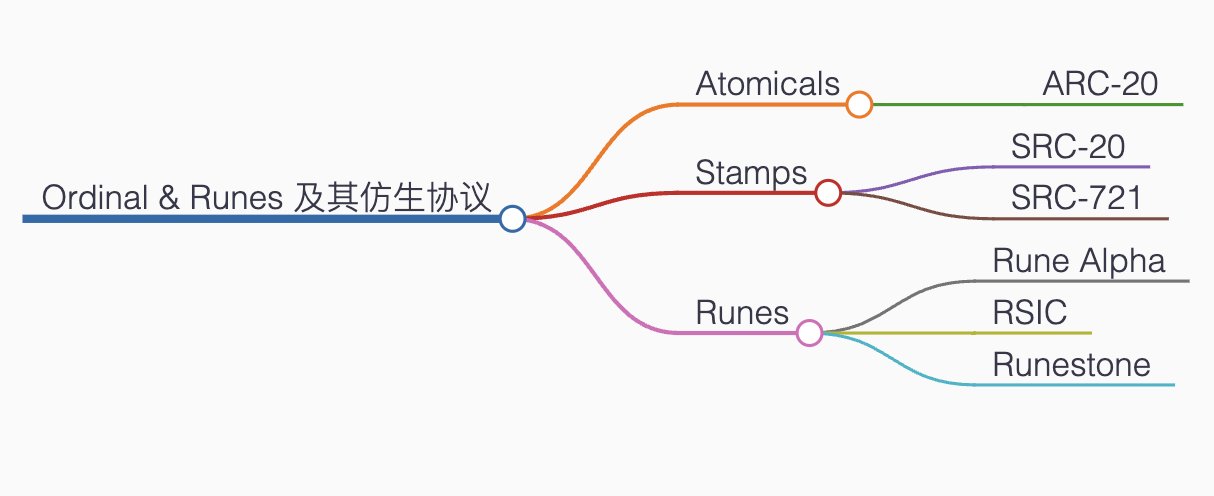 Ordinal & Runes 及其仿生协议
Atomicals
ARC-20
Stamps
SRC-20
SRC-721
Runes
Rune Alpha
RSIC
Runestone